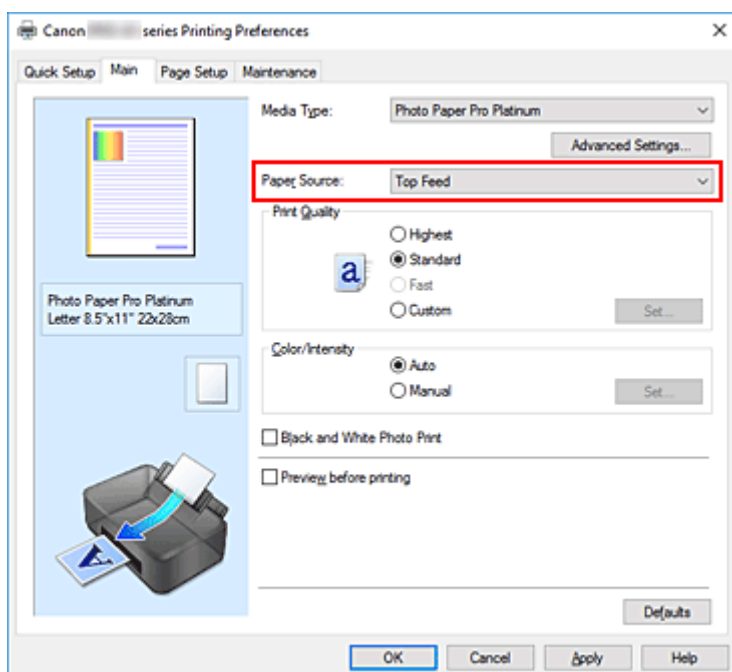 Canon series Printing Preferences
Quick Setup Main Page Setup Maintenance
Media Type: Photo Paper Pro Platinum
Advanced Settings...
Paper Source: Top Feed
Print Quality
Highest
a Standard
Fast
Custom Set...
Photo Paper Pro Platinum
Letter 8.5"x11" 22x28cm
Color/Intensity
Auto
Manual Set...
Black and White Photo Print
Preview before printing
A
Defaults
OK Cancel Apply Help